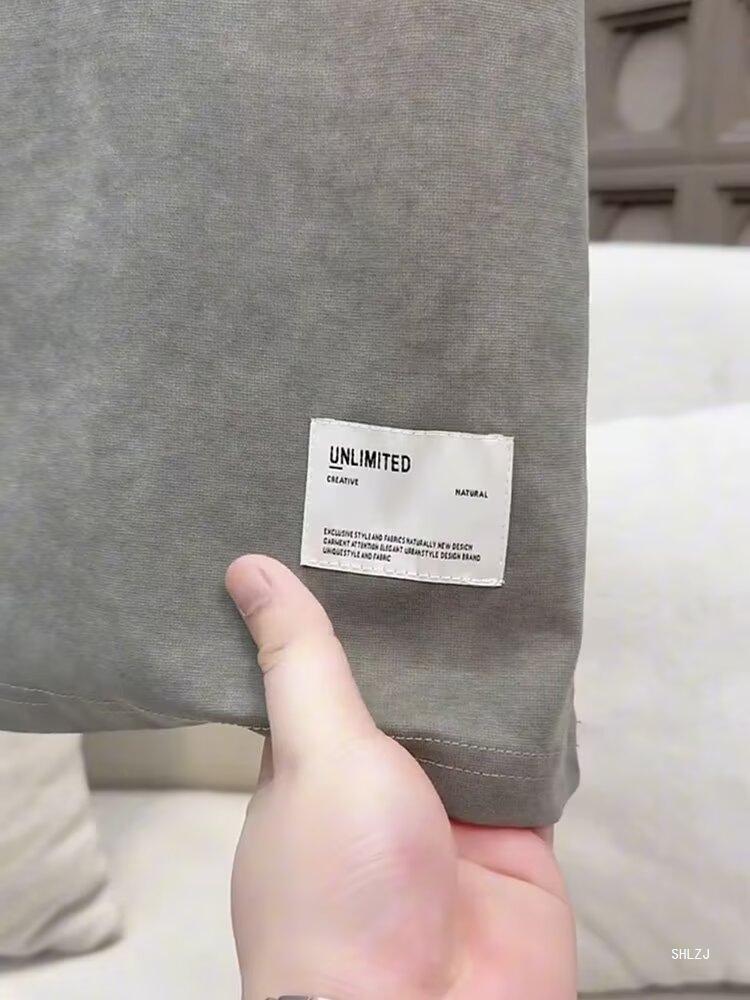 UNLIMITED
CREATIVE
NATURAL
EXCLUSIVE STYLE AND FABRICS NATURALLY NEW DESIGN
GARMENT ATTENTION ELEGANT URBANSTYLE DESIGN BRAND
UNIQUESTYLE AND FABRIC
SHLZJ